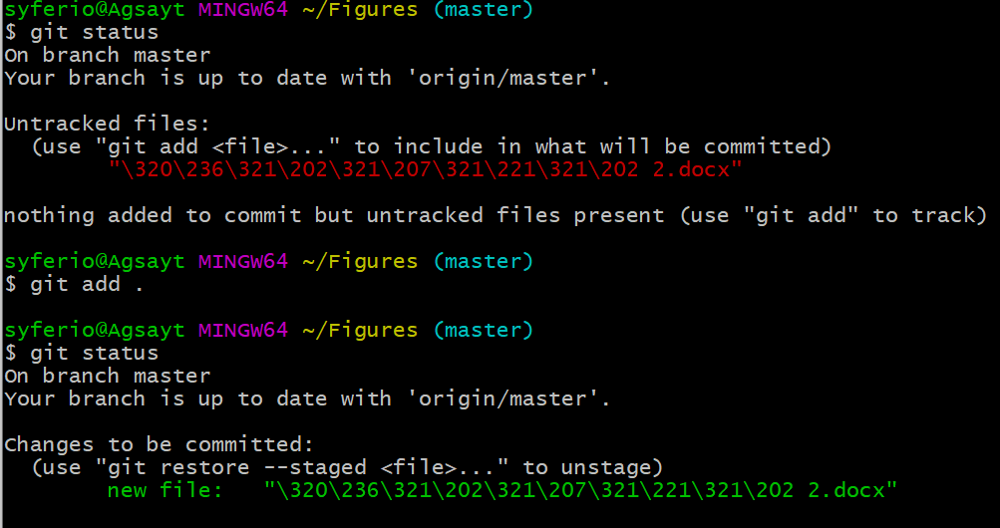 syferio@Agsayt MINGW64 ~/Figures (master)
$ git status
On branch master
Your branch is up to date with 'origin/master'.
Untracked files:
(use "git add <file>..." to include in what will be committed)
"\320\236\321\202\321\207\321\221\321\202 2.docx"
nothing added to commit but untracked files present (use "git add" to track)
syferio@Agsayt MINGW64 ~/Figures (master)
$ git add .
syferio@Agsayt MINGW64 ~/Figures (master)
$ git status
On branch master
Your branch is up to date with 'origin/master'.
Changes to be committed:
(use "git restore --staged <file>..." to unstage)
new file: "\320\236\321\202\321\207\321\221\321\202 2.docx"